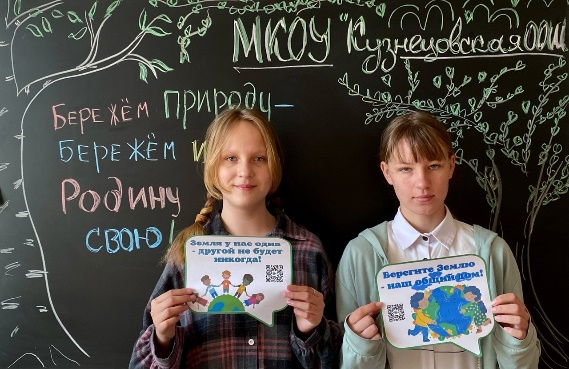 МКОУ "Кузнецовская ООШ
Бережём природу-
Бережём и
Родину
свою!
Земля у нас одна
- другой не будет
никогда!
Берегите Землю
- наш общий дом!